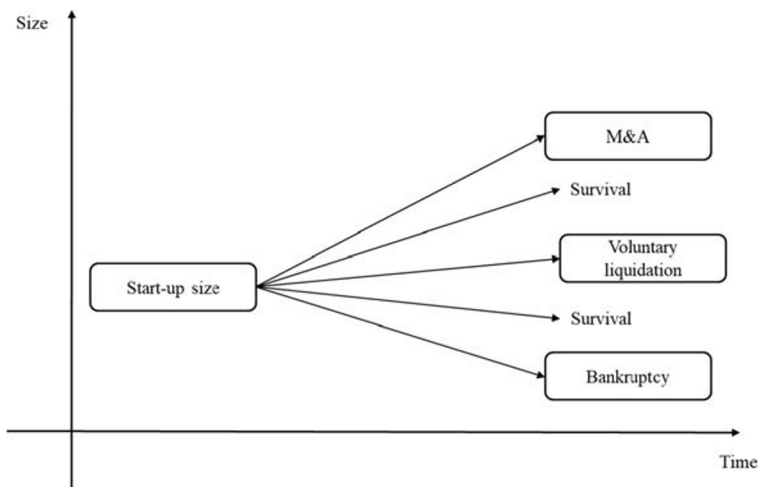 Size
M&A
Survival
Voluntary
liquidation
Start-up size
Survival
Bankruptcy
Time